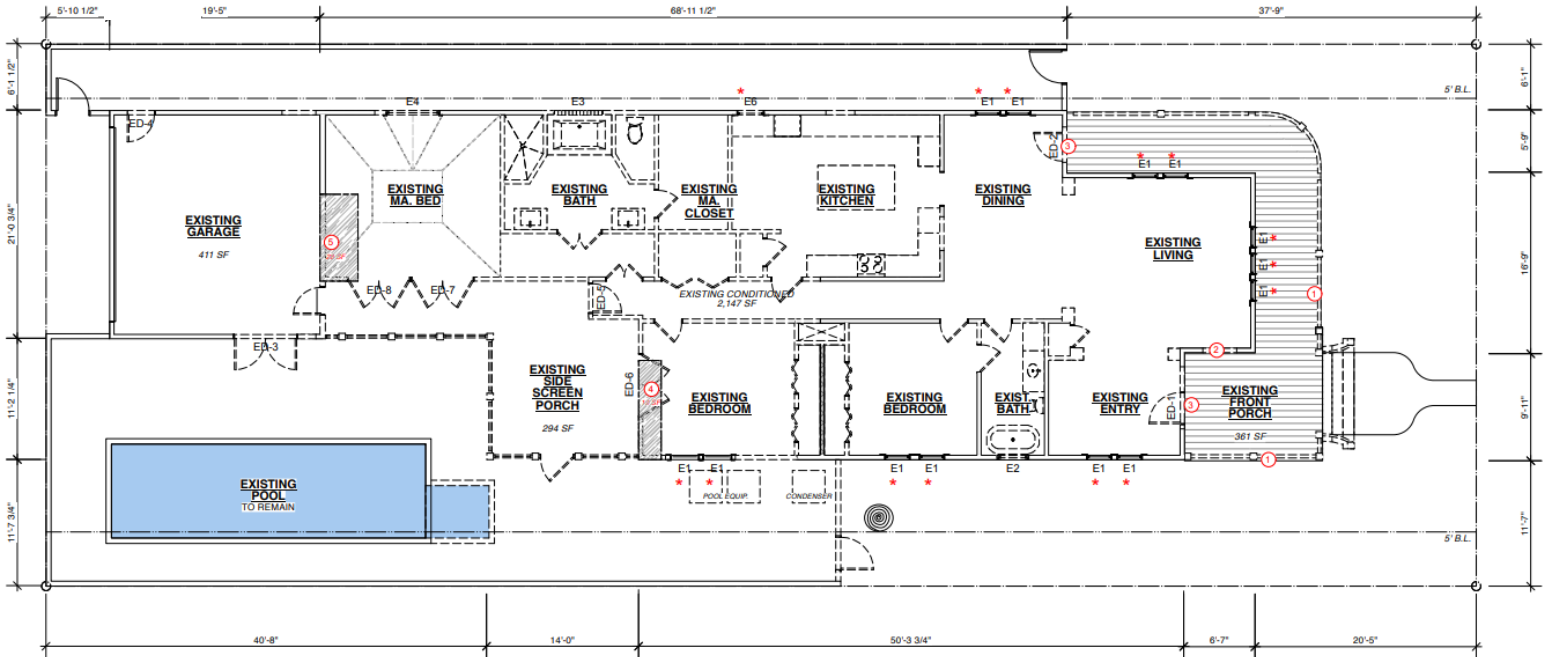 5'-10 1/2"
19'-5"
68'-11 1/2"
37'-9"
6'-1 1/2"
21'-0 3/4"
11'-2 1/4"
11'-7 3/4"
6'-1"
5'-9"
16'-9"
9'-11"
11'-7"
5' B.L.
E4
E3
*
E6
* *
E1 E1
ED-4
ED-2
3
* *
E1 E1
EXISTING
GARAGE
411 SF
EXISTING
MA. BED
EXISTING
BATH
EXISTING
MA.
CLOSET
EXISTING
KITCHEN
EXISTING
DINING
EXISTING
LIVING
E1 *
E1 *
E1 *
5
ED-8
ED-7
ED-5
EXISTING CONDITIONED
2,147 SF
1
ED-3
2
EXISTING
SIDE
SCREEN
PORCH
294 SF
ED-6
4
EXISTING
BEDROOM
EXISTING
BEDROOM
EXIST.
BATH
EXISTING
ENTRY
ED-1
3
EXISTING
FRONT
PORCH
361 SF
1
E1 E1
* *
E1 E1
* *
E2
E1 E1
* *
POOL EQUIP.
CONDENSER
EXISTING
POOL
TO REMAIN
5' B.L.
40'-8"
14'-0"
50'-3 3/4"
6'-7"
20'-5"